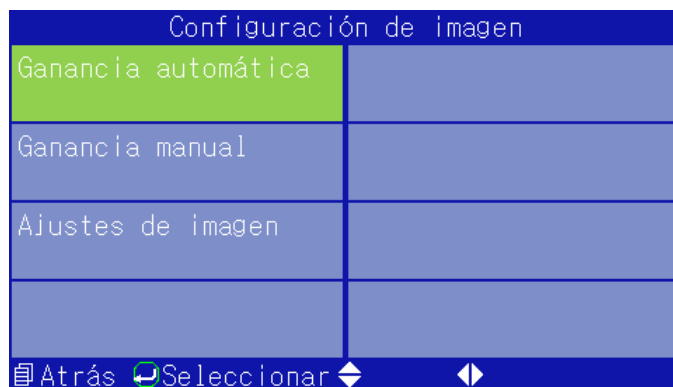 Configuración de imagen
Ganancia automática
Ganancia manual
Ajustes de imagen
Atrás Seleccionar